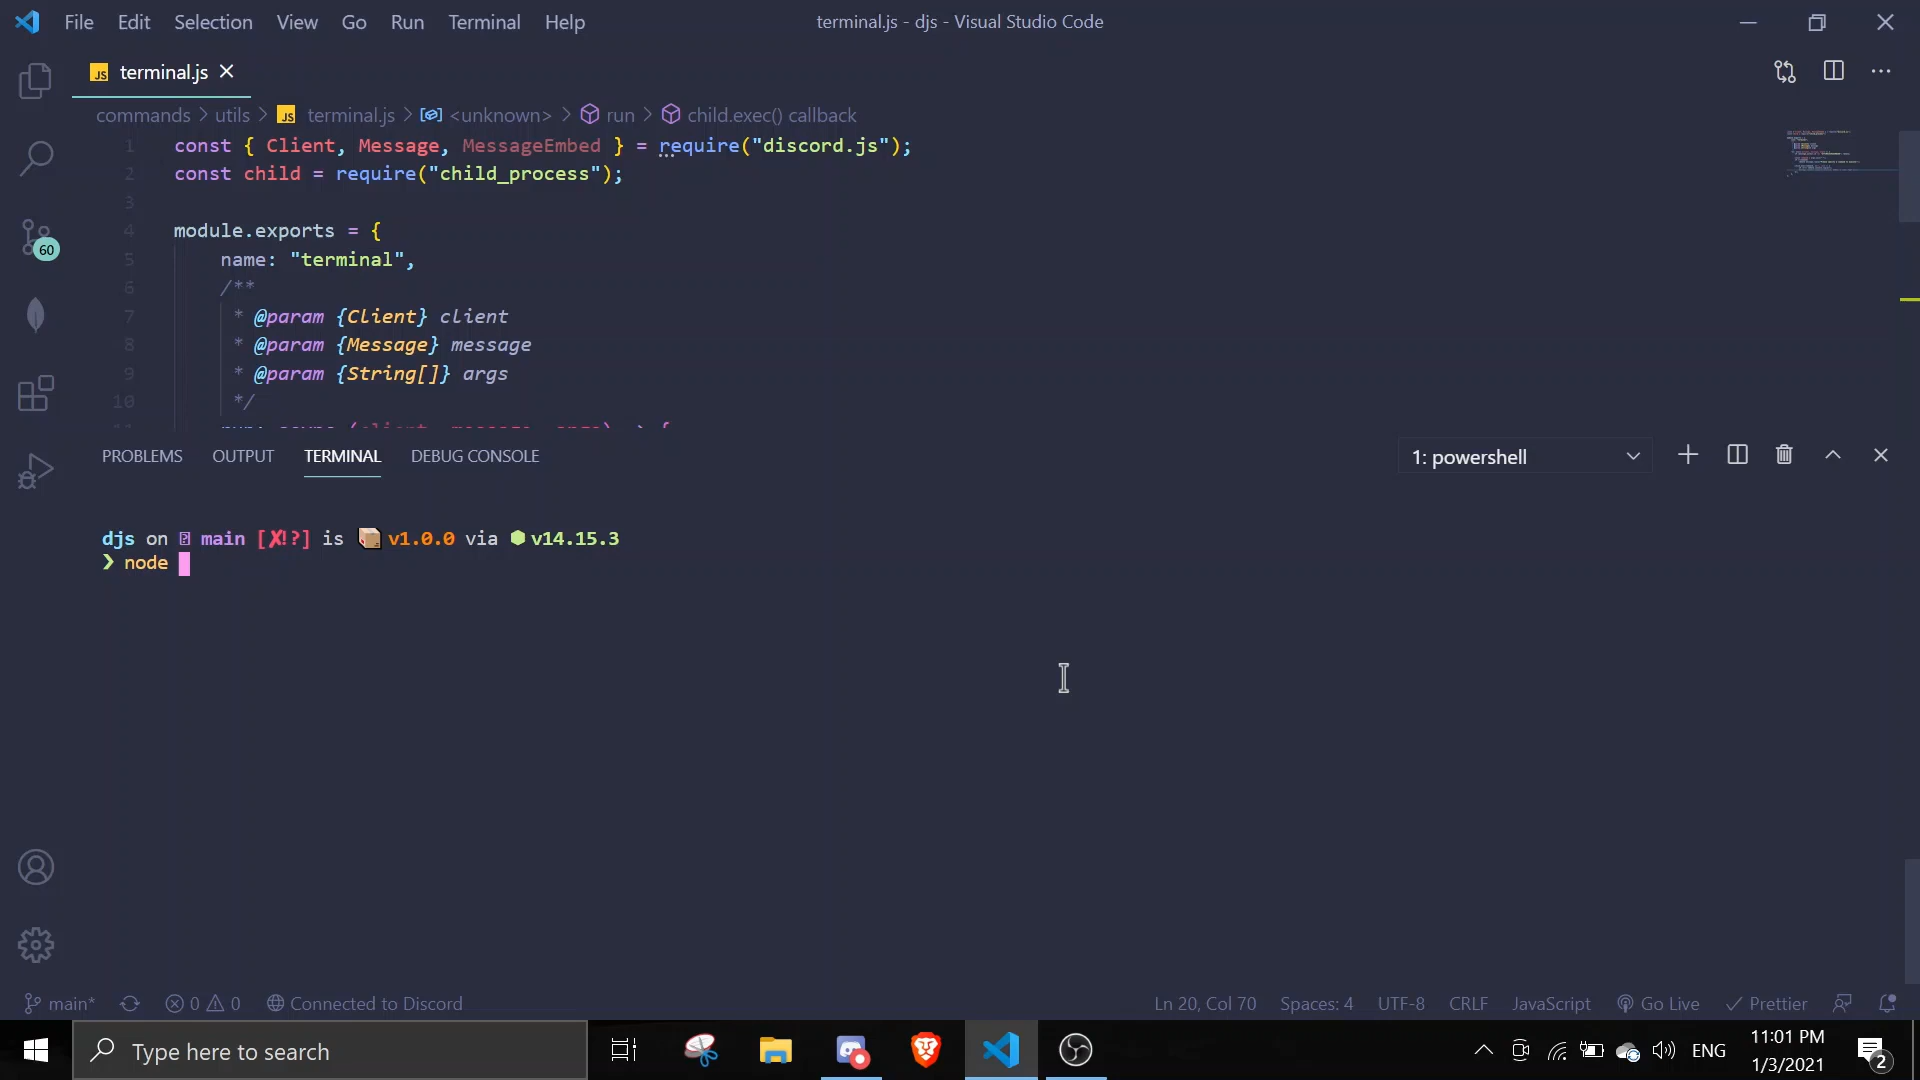 File Edit Selection View Go Run Terminal Help
terminal.js - djs - Visual Studio Code
JS terminal.js
commands > utils > JS terminal.js > <unknown> > run > child.exec() callback
1 const { Client, Message, MessageEmbed } = require("discord.js");
2 const child = require("child_process");
3
4 module.exports = {
5 name: "terminal",
6 /**
7 * @param {Client} client
8 * @param {Message} message
9 * @param {String[]} args
10 */
60
PROBLEMS OUTPUT TERMINAL DEBUG CONSOLE
1: powershell
djs on main [✘!?] is v1.0.0 via v14.15.3
❯ node
main* 0 0 Connected to Discord
Ln 20, Col 70 Spaces: 4 UTF-8 CRLF JavaScript Go Live Prettier
Type here to search
ENG
11:01 PM
1/3/2021
2